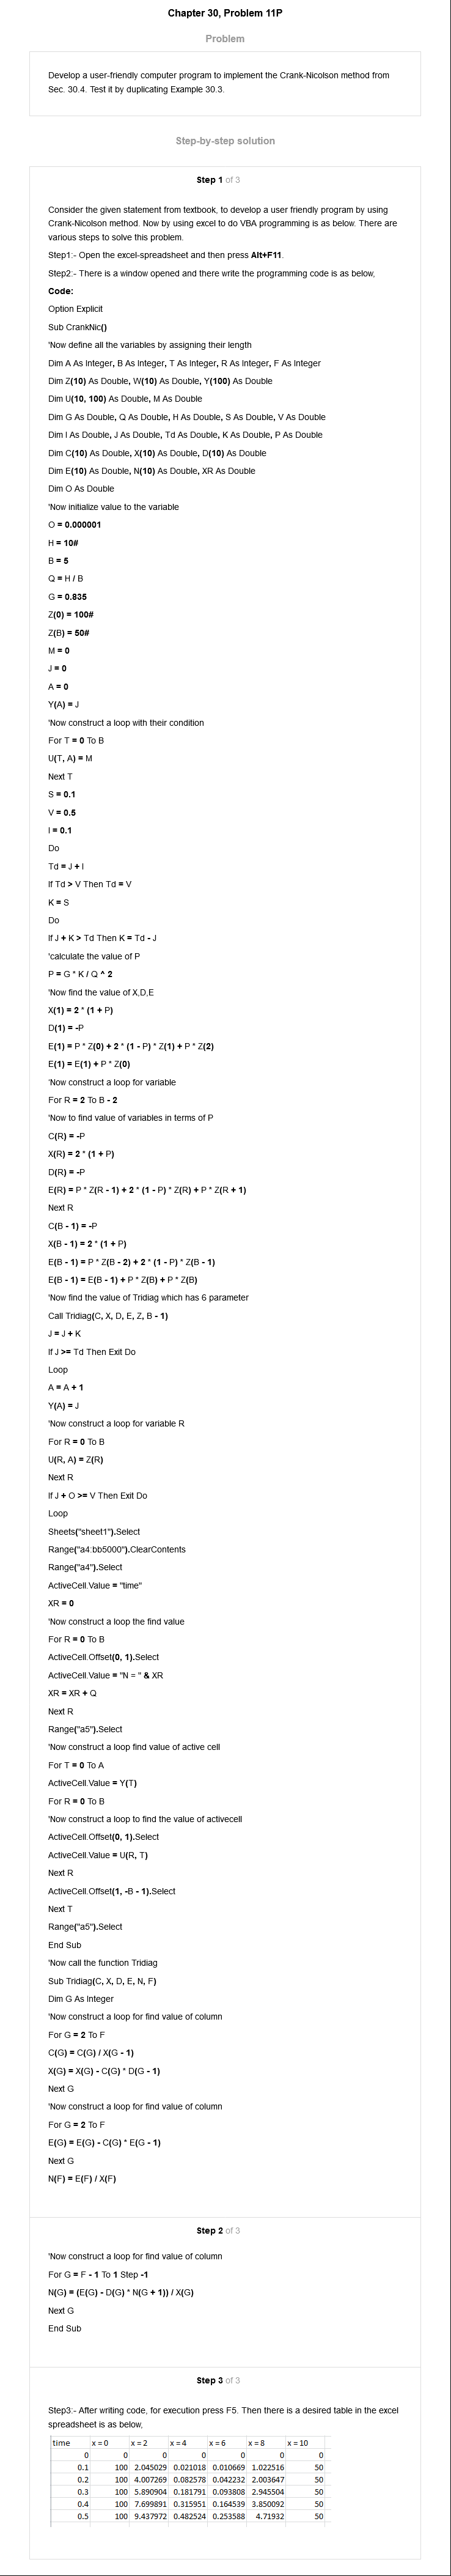 Chapter 30, Problem 11P
Problem
Develop a user-friendly computer program to implement the Crank-Nicolson method from
Sec. 30.4. Test it by duplicating Example 30.3.
Step-by-step solution
Step 1 of 3
Consider the given statement from textbook, to develop a user friendly program by using
Crank-Nicolson method. Now by using excel to do VBA programming is as below. There are
various steps to solve this problem.
Step1:- Open the excel-spreadsheet and then press Alt+F11.
Step2:- There is a window opened and there write the programming code is as below,
Code:
Option Explicit
Sub CrankNic()
'Now define all the variables by assigning their length
Dim A As Integer, B As Integer, T As Integer, R As Integer, F As Integer
Dim Z(10) As Double, W(10) As Double, Y(100) As Double
Dim U(10, 100) As Double, M As Double
Dim G As Double, Q As Double, H As Double, S As Double, V As Double
Dim I As Double, J As Double, Td As Double, K As Double, P As Double
Dim C(10) As Double, X(10) As Double, D(10) As Double
Dim E(10) As Double, N(10) As Double, XR As Double
Dim O As Double
'Now initialize value to the variable
O = 0.000001
H = 10#
B = 5
Q = H / B
G = 0.835
Z(0) = 100#
Z(B) = 50#
M = 0
J = 0
A = 0
Y(A) = J
'Now construct a loop with their condition
For T = 0 To B
U(T, A) = M
Next T
S = 0.1
V = 0.5
I = 0.1
Do
Td = J + I
If Td > V Then Td = V
K = S
Do
If J + K > Td Then K = Td - J
'calculate the value of P
P = G * K / Q ^ 2
'Now find the value of X,D,E
X(1) = 2 * (1 + P)
D(1) = -P
E(1) = P * Z(0) + 2 * (1 - P) * Z(1) + P * Z(2)
E(1) = E(1) + P * Z(0)
'Now construct a loop for variable
For R = 2 To B - 2
'Now to find value of variables in terms of P
C(R) = -P
X(R) = 2 * (1 + P)
D(R) = -P
E(R) = P * Z(R - 1) + 2 * (1 - P) * Z(R) + P * Z(R + 1)
Next R
C(B - 1) = -P
X(B - 1) = 2 * (1 + P)
E(B - 1) = P * Z(B - 2) + 2 * (1 - P) * Z(B - 1)
E(B - 1) = E(B - 1) + P * Z(B) + P * Z(B)
'Now find the value of Tridiag which has 6 parameter
Call Tridiag(C, X, D, E, Z, B - 1)
J = J + K
If J >= Td Then Exit Do
Loop
A = A + 1
Y(A) = J
'Now construct a loop for variable R
For R = 0 To B
U(R, A) = Z(R)
Next R
If J + O >= V Then Exit Do
Loop
Sheets("sheet1").Select
Range("a4:bb5000").ClearContents
Range("a4").Select
ActiveCell.Value = "time"
XR = 0
'Now construct a loop the find value
For R = 0 To B
ActiveCell.Offset(0, 1).Select
ActiveCell.Value = "N = " & XR
XR = XR + Q
Next R
Range("a5").Select
'Now construct a loop find value of active cell
For T = 0 To A
ActiveCell.Value = Y(T)
For R = 0 To B
'Now construct a loop to find the value of activecell
ActiveCell.Offset(0, 1).Select
ActiveCell.Value = U(R, T)
Next R
ActiveCell.Offset(1, -B - 1).Select
Next T
Range("a5").Select
End Sub
'Now call the function Tridiag
Sub Tridiag(C, X, D, E, N, F)
Dim G As Integer
'Now construct a loop for find value of column
For G = 2 To F
C(G) = C(G) / X(G - 1)
X(G) = X(G) - C(G) * D(G - 1)
Next G
'Now construct a loop for find value of column
For G = 2 To F
E(G) = E(G) - C(G) * E(G - 1)
Next G
N(F) = E(F) / X(F)
Step 2 of 3
'Now construct a loop for find value of column
For G = F - 1 To 1 Step -1
N(G) = (E(G) - D(G) * N(G + 1)) / X(G)
Next G
End Sub
Step 3 of 3
Step3:- After writing code, for execution press F5. Then there is a desired table in the excel
spreadsheet is as below,
time x = 0 x = 2 x = 4 x = 6 x = 8 x = 10
0 0 0 0 0 0 0
0.1 100 2.045029 0.021018 0.010669 1.022516 50
0.2 100 4.007269 0.082578 0.042232 2.003647 50
0.3 100 5.890904 0.181791 0.093808 2.945504 50
0.4 100 7.699891 0.315951 0.164539 3.850092 50
0.5 100 9.437972 0.482524 0.253588 4.71932 50